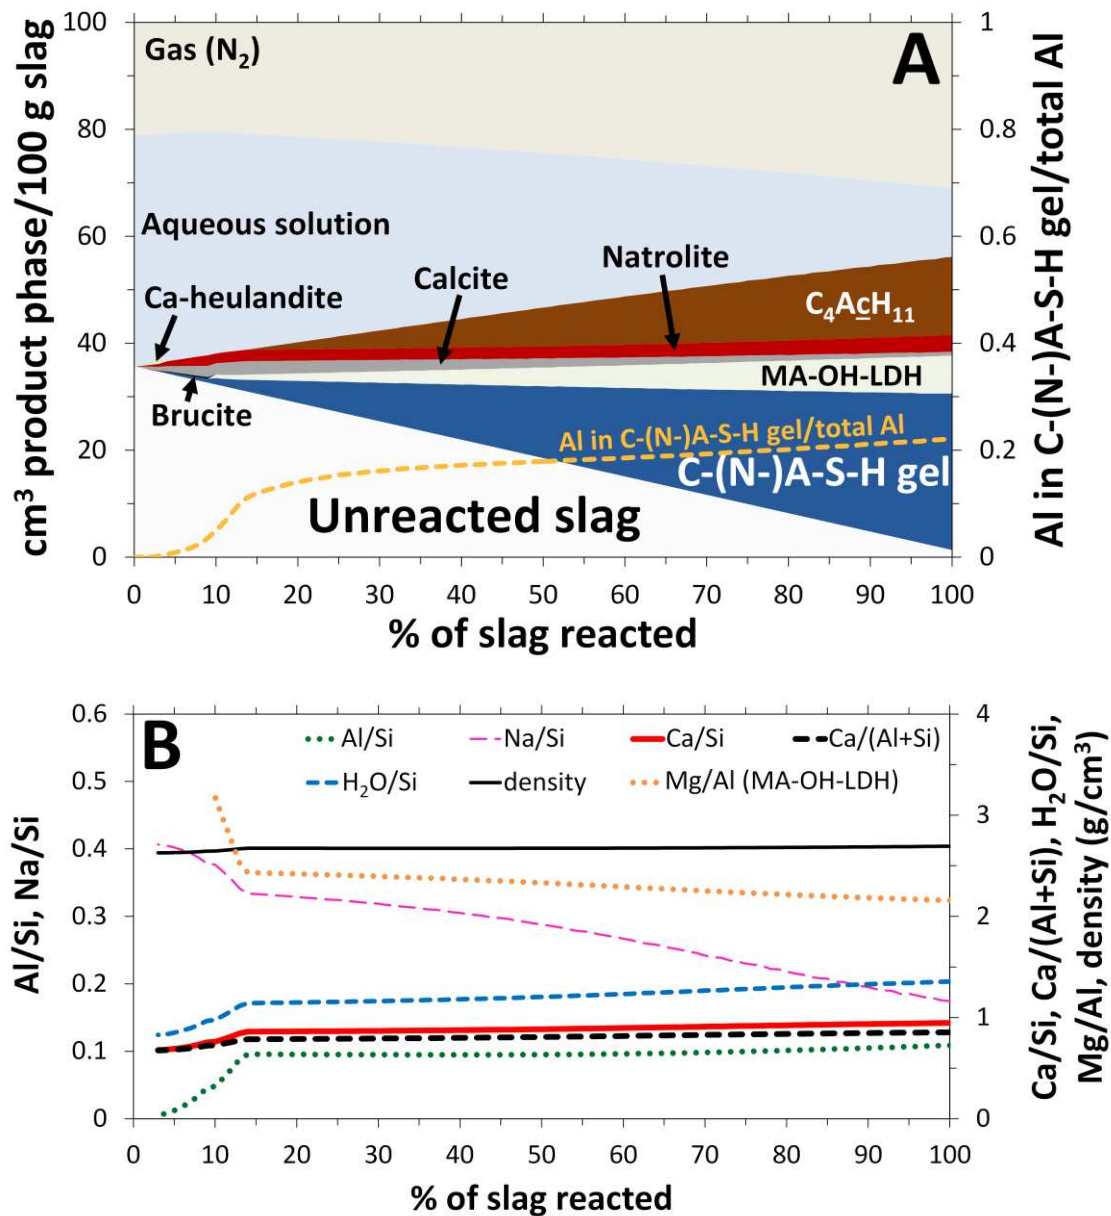 cm³ product phase/100 g slag
100
80
60
40
20
0
Gas (N₂)
A
Aqueous solution
Ca-heulandite
Calcite
Natrolite
C₄Ac̲H₁₁
MA-OH-LDH
Brucite
Al in C-(N-)A-S-H gel/total Al
C-(N-)A-S-H gel
Unreacted slag
1
0.8
0.6
0.4
0.2
0
Al in C-(N-)A-S-H gel/total Al
0 10 20 30 40 50 60 70 80 90 100
% of slag reacted
Al/Si, Na/Si
0.6
0.5
0.4
0.3
0.2
0.1
0
B
Al/Si Na/Si Ca/Si Ca/(Al+Si)
H₂O/Si density Mg/Al (MA-OH-LDH)
4
3
2
1
0
Ca/Si, Ca/(Al+Si), H₂O/Si,
Mg/Al, density (g/cm³)
0 10 20 30 40 50 60 70 80 90 100
% of slag reacted